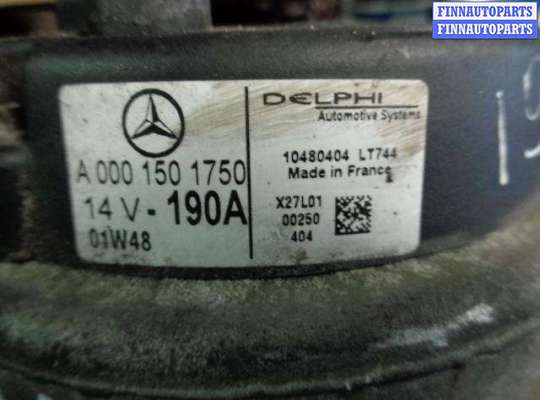 FINNAUTOPARTS
FINNAUTOPARTS
A 000 150 1750
14 V - 190A
01W48
DELPHI
Automotive Systems
10480404 LT744
Made in France
X27L01
00250
404